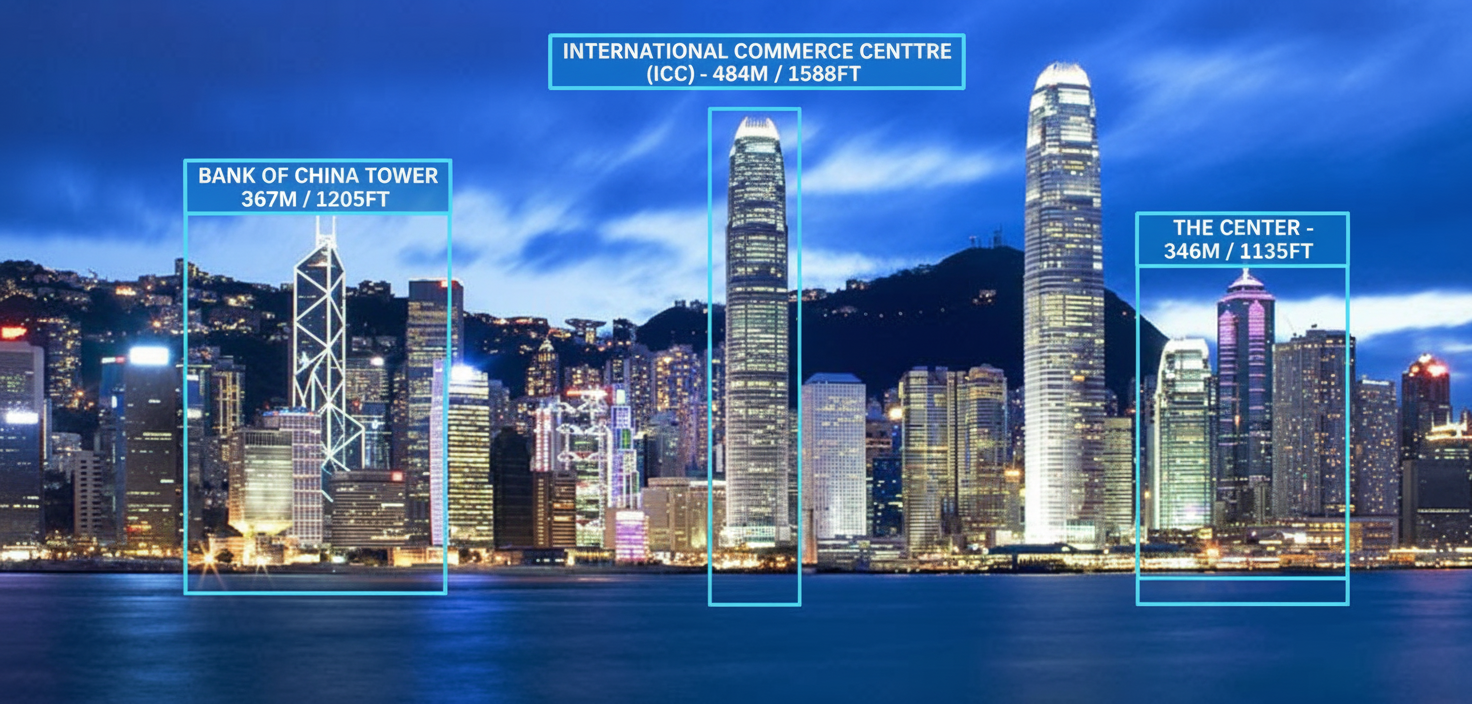 INTERNATIONAL COMMERCE CENTTRE
(ICC) - 484M / 1588FT
BANK OF CHINA TOWER
367M / 1205FT
THE CENTER -
346M / 1135FT